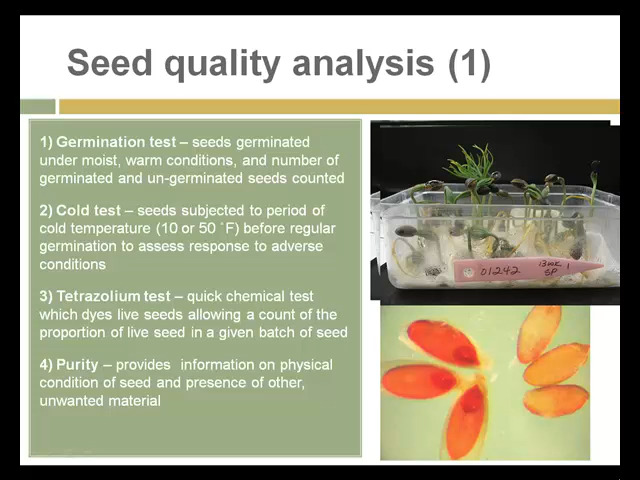 Seed quality analysis (1)
1) Germination test – seeds germinated
under moist, warm conditions, and number of
germinated and un-germinated seeds counted
2) Cold test – seeds subjected to period of
cold temperature (10 or 50 ˚F) before regular
germination to assess response to adverse
conditions
3) Tetrazolium test – quick chemical test
which dyes live seeds allowing a count of the
proportion of live seed in a given batch of seed
4) Purity – provides information on physical
condition of seed and presence of other,
unwanted material
01242
SP